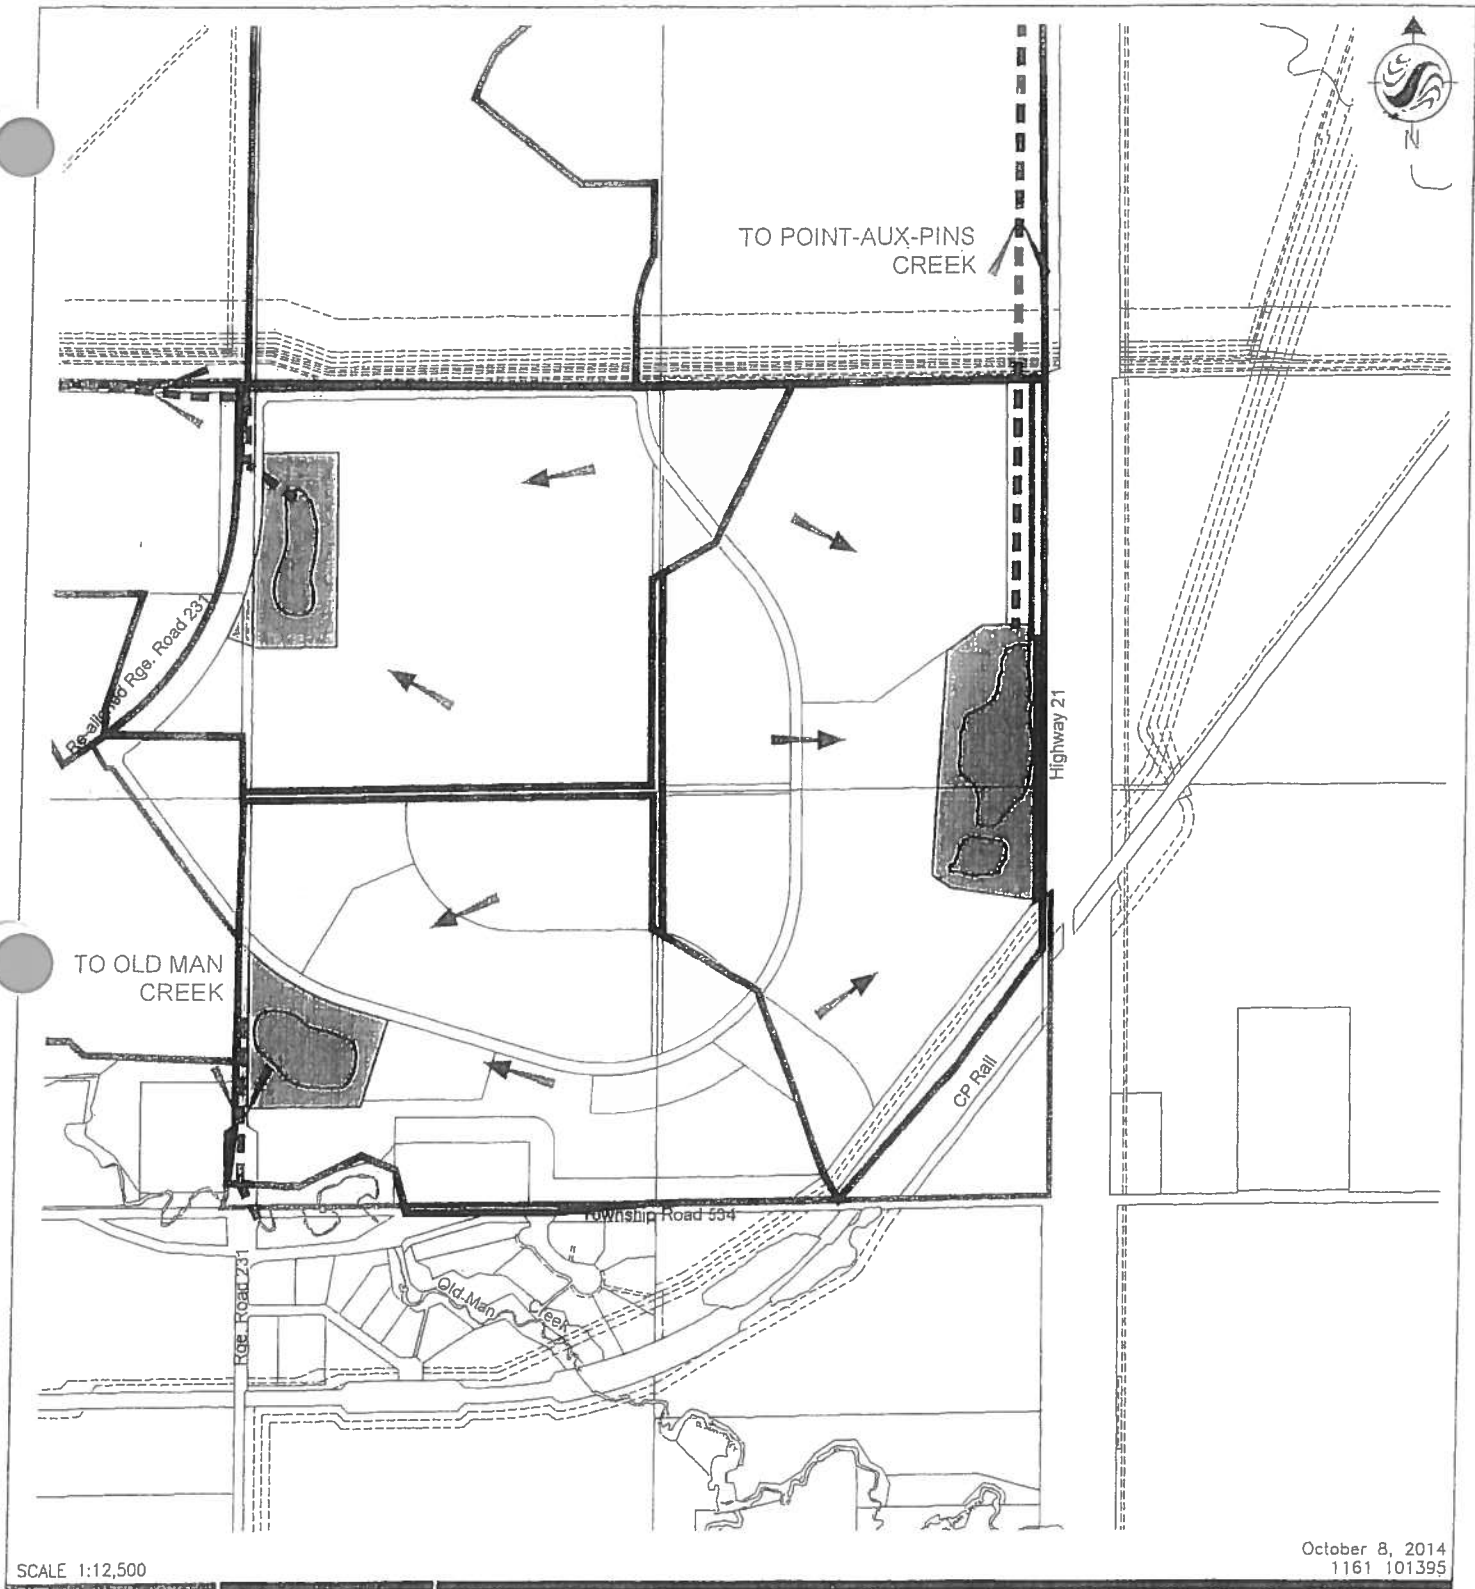 N
TO POINT-AUX-PINS
CREEK
Re-aligned Rge. Road 231
Highway 21
TO OLD MAN
CREEK
CP Rail
Township Road 534
Rge. Road 231
Old-Man
Creek
SCALE 1:12,500
October 8, 2014
1161 101395